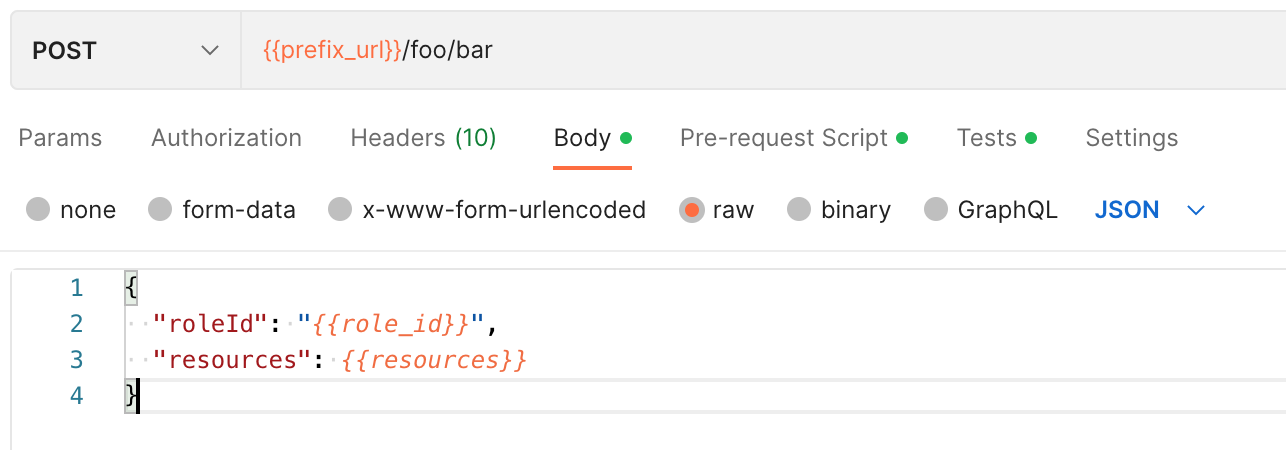 POST {{prefix_url}}/foo/bar
Params Authorization Headers (10) Body Pre-request Script Tests Settings
none form-data x-www-form-urlencoded raw binary GraphQL JSON
1 {
2 "roleId": "{{role_id}}",
3 "resources": {{resources}}
4 }